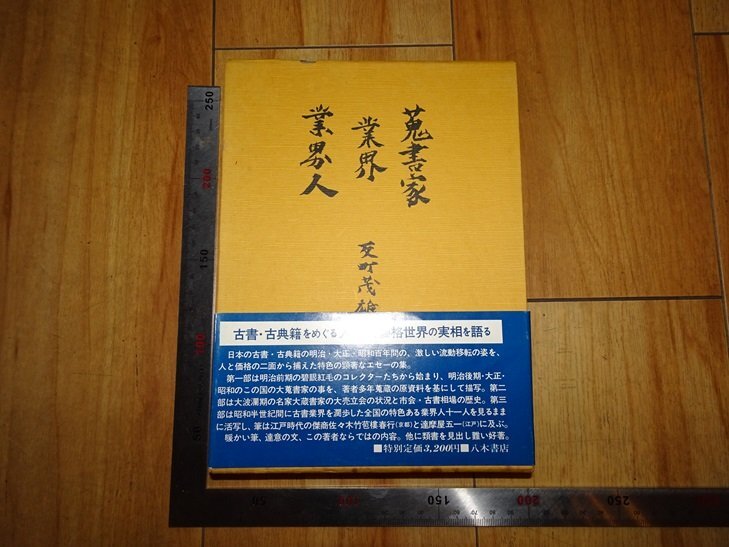 蒐書家
業界
業界人
反町茂雄
古書・古典籍をめぐる
格世界の実相を語る
日本の古書・古典籍の明治・大正・昭和百年間の、激しい流動移転の姿を、
人と価格の二面から捕えた特色の顕著なエセーの集。
第一部は明治前期の碧眼紅毛のコレクターたちから始まり、明治後期・大正・
昭和のこの国の大蒐書家の事を、著者多年蒐蔵の原資料を基にして描写。第二
部は大波瀾期の名家大蔵書家の大売立会の状況と市会・古書相場の歴史。第三
部は昭和半世紀間に古書業界を濶歩した全国の特色ある業界人十一人を見るまま
に活写し、筆は江戸時代の傑商佐々木竹苞樓春行(京都)と達摩屋五一(江戸)に及ぶ。
暖かい筆、達意の文、この著者ならではの内容。他に類書を見出し難い好著。
■特別定価3,200円■八木書店
250
200
150
100
50
50
100
150
200
250